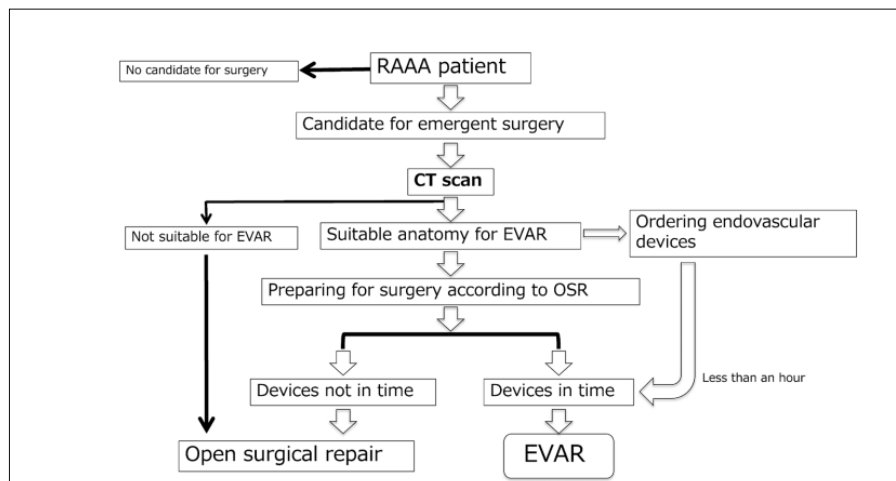 RAAA patient
No candidate for surgery
Candidate for emergent surgery
CT scan
Not suitable for EVAR
Suitable anatomy for EVAR
Ordering endovascular
devices
Preparing for surgery according to OSR
Devices not in time
Devices in time
Less than an hour
Open surgical repair
EVAR